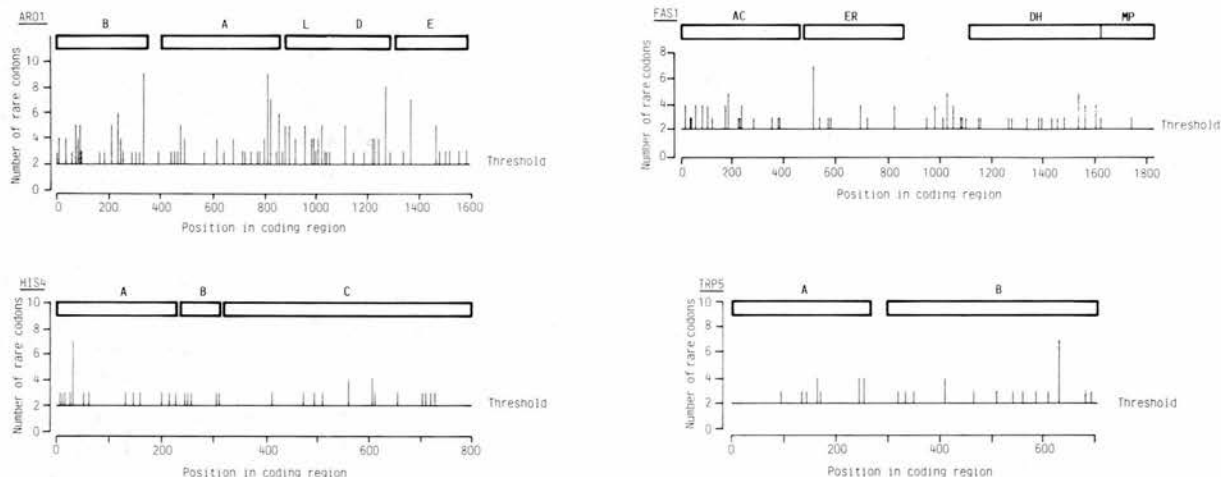 ARO1
B A L D E
Number of rare codons
10
8
6
4
2
0
Threshold
0 200 400 600 800 1000 1200 1400 1600
Position in coding region
FAS1
AC ER DH MP
Number of rare codons
8
6
4
2
0
Threshold
0 200 400 600 800 1000 1200 1400 1600 1800
Position in coding region
HIS4
A B C
Number of rare codons
10
8
6
4
2
0
Threshold
0 200 400 600 800
Position in coding region
TRP5
A B
Number of rare codons
10
8
6
4
2
0
Threshold
0 200 400 600
Position in coding region